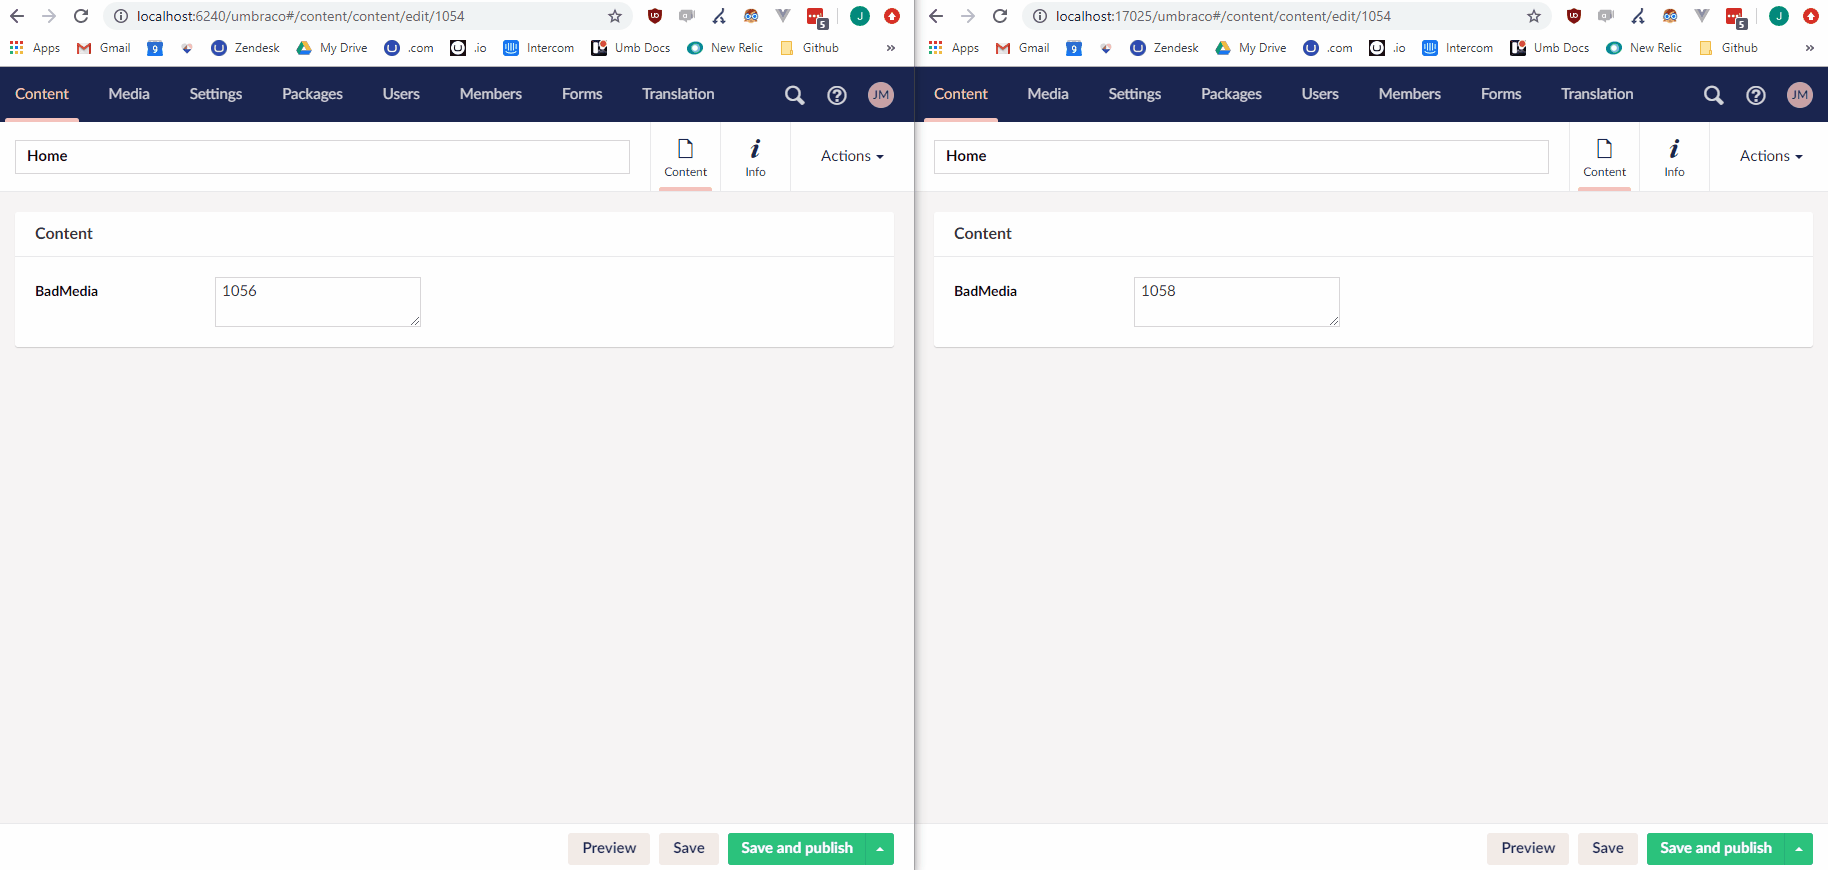 localhost:6240/umbraco#/content/content/edit/1054
5
J
Apps Gmail 9 Zendesk My Drive .com .io Intercom Umb Docs New Relic Github »
Content Media Settings Packages Users Members Forms Translation JM
Home
Content
Info
Actions
Content
BadMedia
1056
Preview Save Save and publish
localhost:17025/umbraco#/content/content/edit/1054
5
J
Apps Gmail 9 Zendesk My Drive .com .io Intercom Umb Docs New Relic Github »
Content Media Settings Packages Users Members Forms Translation JM
Home
Content
Info
Actions
Content
BadMedia
1058
Preview Save Save and publish